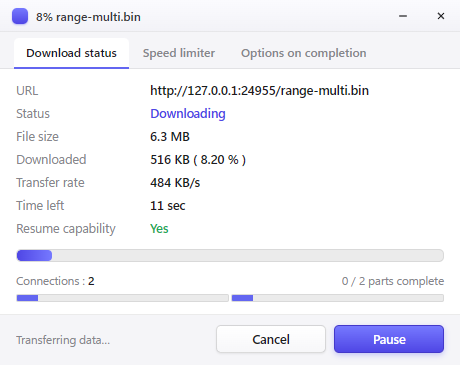 8% range-multi.bin
Download status Speed limiter Options on completion
URL http://127.0.0.1:24955/range-multi.bin
Status Downloading
File size 6.3 MB
Downloaded 516 KB ( 8.20 % )
Transfer rate 484 KB/s
Time left 11 sec
Resume capability Yes
Connections : 2 0 / 2 parts complete
Transferring data... Cancel Pause